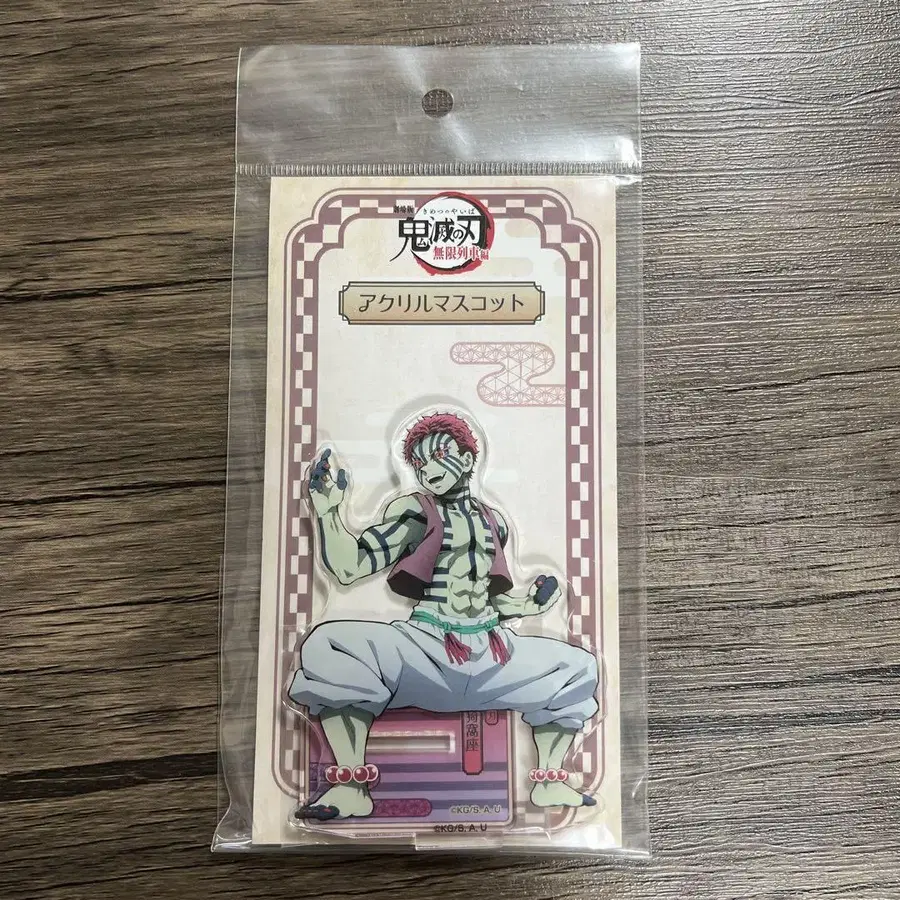 劇場版
きめつのやいば
鬼滅の刃
無限列車編
アクリルマスコット
窩座
©KG/S, A, U
©KG/S, A, U